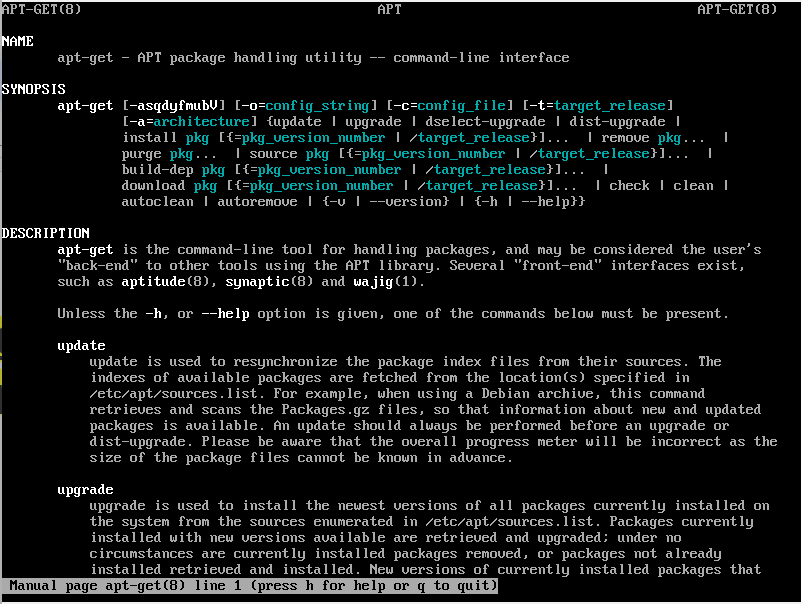 APT-GET(8) APT APT-GET(8)
NAME
apt-get - APT package handling utility -- command-line interface
SYNOPSIS
apt-get [-asqdyfmubV] [-o=config_string] [-c=config_file] [-t=target_release]
[-a=architecture] {update | upgrade | dselect-upgrade | dist-upgrade |
install pkg [{=pkg_version_number | /target_release}]... | remove pkg... |
purge pkg... | source pkg [{=pkg_version_number | /target_release}]... |
build-dep pkg [{=pkg_version_number | /target_release}]... |
download pkg [{=pkg_version_number | /target_release}]... | check | clean |
autoclean | autoremove | {-v | --version} | {-h | --help}}
DESCRIPTION
apt-get is the command-line tool for handling packages, and may be considered the user's
"back-end" to other tools using the APT library. Several "front-end" interfaces exist,
such as aptitude(8), synaptic(8) and wajig(1).
Unless the -h, or --help option is given, one of the commands below must be present.
update
update is used to resynchronize the package index files from their sources. The
indexes of available packages are fetched from the location(s) specified in
/etc/apt/sources.list. For example, when using a Debian archive, this command
retrieves and scans the Packages.gz files, so that information about new and updated
packages is available. An update should always be performed before an upgrade or
dist-upgrade. Please be aware that the overall progress meter will be incorrect as the
size of the package files cannot be known in advance.
upgrade
upgrade is used to install the newest versions of all packages currently installed on
the system from the sources enumerated in /etc/apt/sources.list. Packages currently
installed with new versions available are retrieved and upgraded; under no
circumstances are currently installed packages removed, or packages not already
installed retrieved and installed. New versions of currently installed packages that
Manual page apt-get(8) line 1 (press h for help or q to quit)